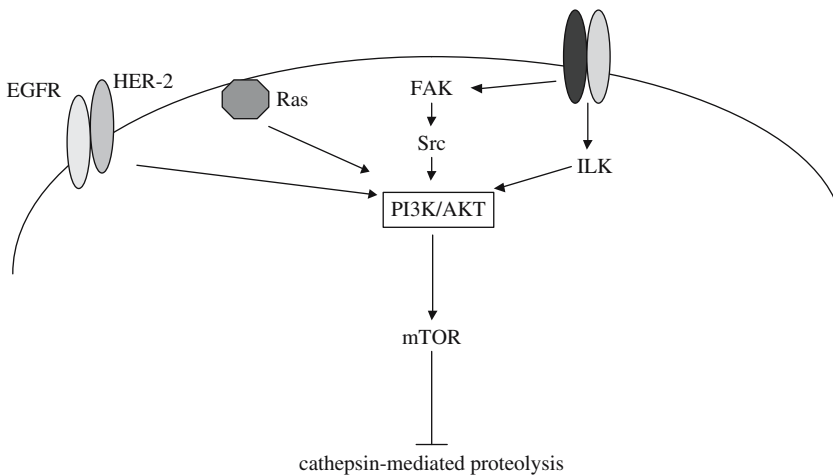 EGFR
HER-2
Ras
FAK
Src
ILK
PI3K/AKT
mTOR
cathepsin-mediated proteolysis